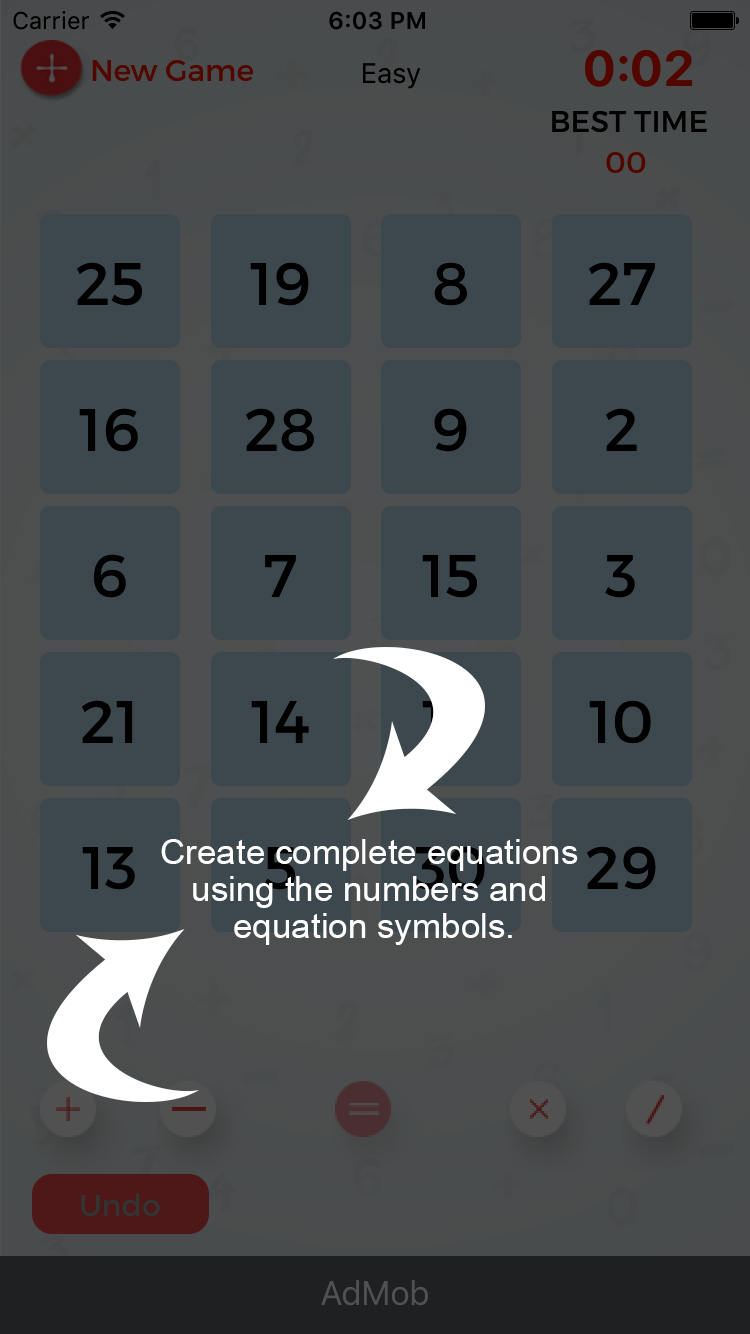 Carrier 6:03 PM
New Game Easy 0:02
BEST TIME
00
25 19 8 27
16 28 9 2
6 7 15 3
21 14 10
13 5 30 29
Create complete equations
using the numbers and
equation symbols.
+ − = × /
Undo
AdMob